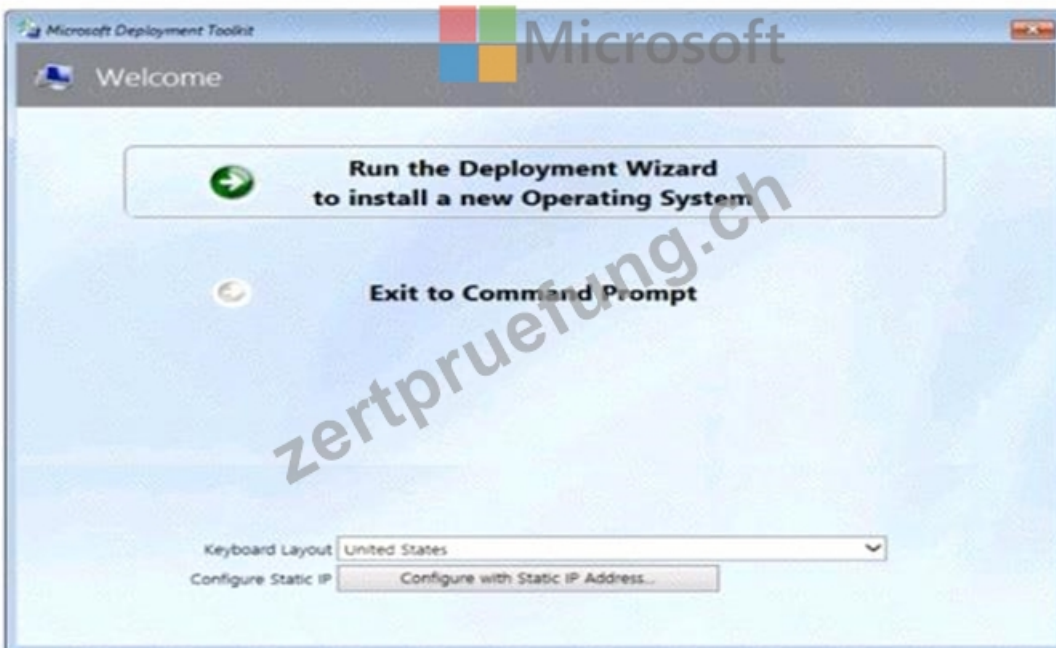 Microsoft Deployment Toolkit
Microsoft
Welcome
Run the Deployment Wizard
to install a new Operating System
Exit to Command Prompt
zertpruefung.ch
Keyboard Layout United States
Configure Static IP Configure with Static IP Address...